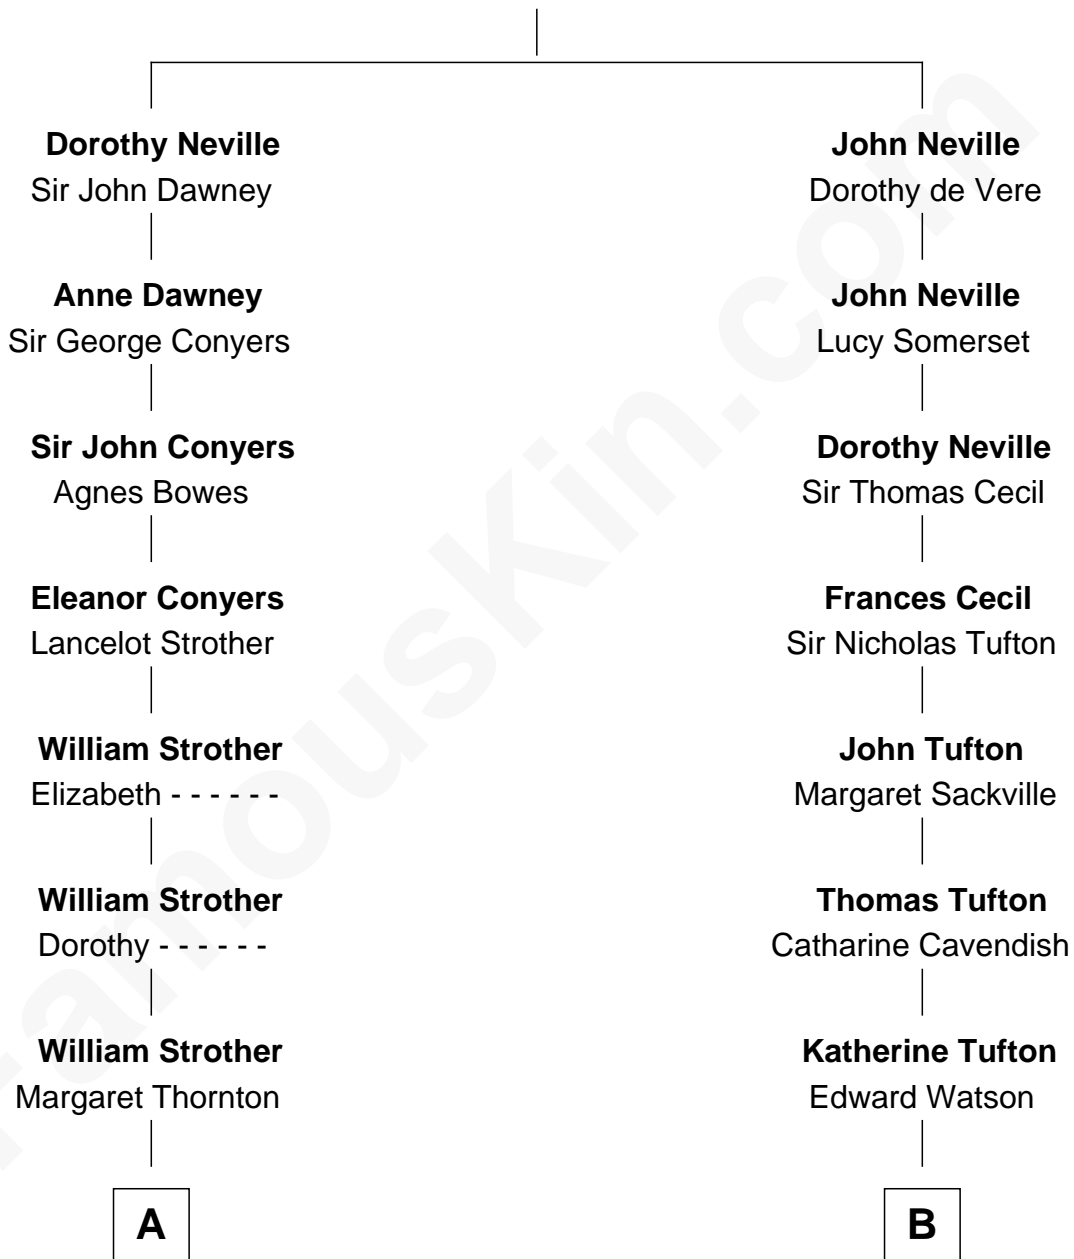 Dorothy Neville
Sir John Dawney
Anne Dawney
Sir George Conyers
Sir John Conyers
Agnes Bowes
Eleanor Conyers
Lancelot Strother
William Strother
Elizabeth - - - - - -
William Strother
Dorothy - - - - - -
William Strother
Margaret Thornton
A
John Neville
Dorothy de Vere
John Neville
Lucy Somerset
Dorothy Neville
Sir Thomas Cecil
Frances Cecil
Sir Nicholas Tufton
John Tufton
Margaret Sackville
Thomas Tufton
Catharine Cavendish
Katherine Tufton
Edward Watson
B
FamousKin.com